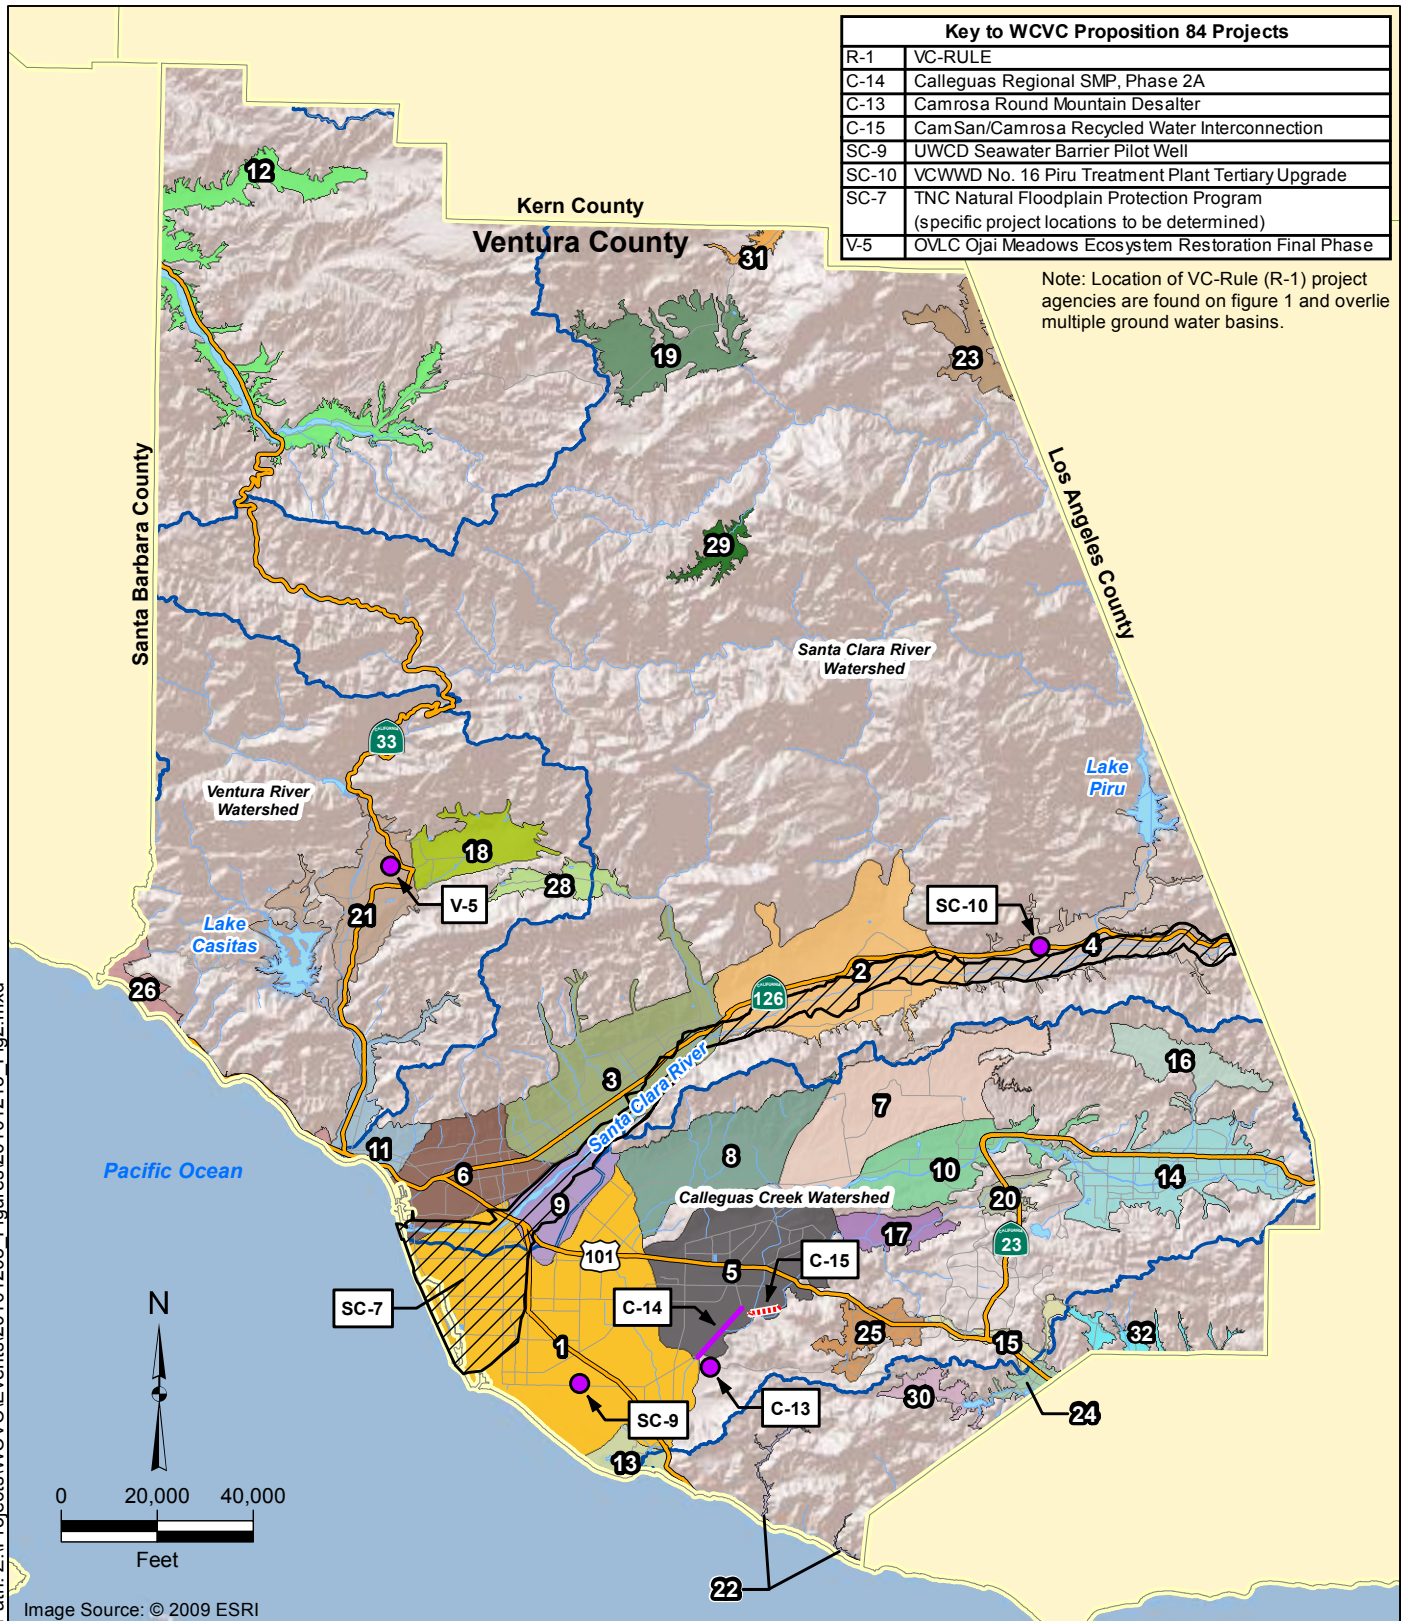 Key to WCVC Proposition 84 Projects
R-1 VC-RULE
C-14 Calleguas Regional SMP, Phase 2A
C-13 Camrosa Round Mountain Desalter
C-15 CamSan/Camrosa Recycled Water Interconnection
SC-9 UWCD Seawater Barrier Pilot Well
SC-10 VCWWD No. 16 Piru Treatment Plant Tertiary Upgrade
SC-7 TNC Natural Floodplain Protection Program
(specific project locations to be determined)
V-5 OVLC Ojai Meadows Ecosystem Restoration Final Phase
Note: Location of VC-Rule (R-1) project
agencies are found on figure 1 and overlie
multiple ground water basins.
12
Kern County
Ventura County
31
19
23
Santa Barbara County
Los Angeles County
29
Santa Clara River
Watershed
CALIFORNIA
33
Lake
Piru
Ventura River
Watershed
18
28
V-5
21
SC-10
Lake
Casitas
4
2
26
CALIFORNIA
126
3
Santa Clara River
16
7
8
11
6
10
14
Pacific Ocean
9
Calleguas Creek Watershed
20
17
CALIFORNIA
23
101
5
C-15
SC-7
C-14
N
1
25
15
32
30
24
SC-9
C-13
13
0 20,000 40,000
Feet
22
Image Source: © 2009 ESRI